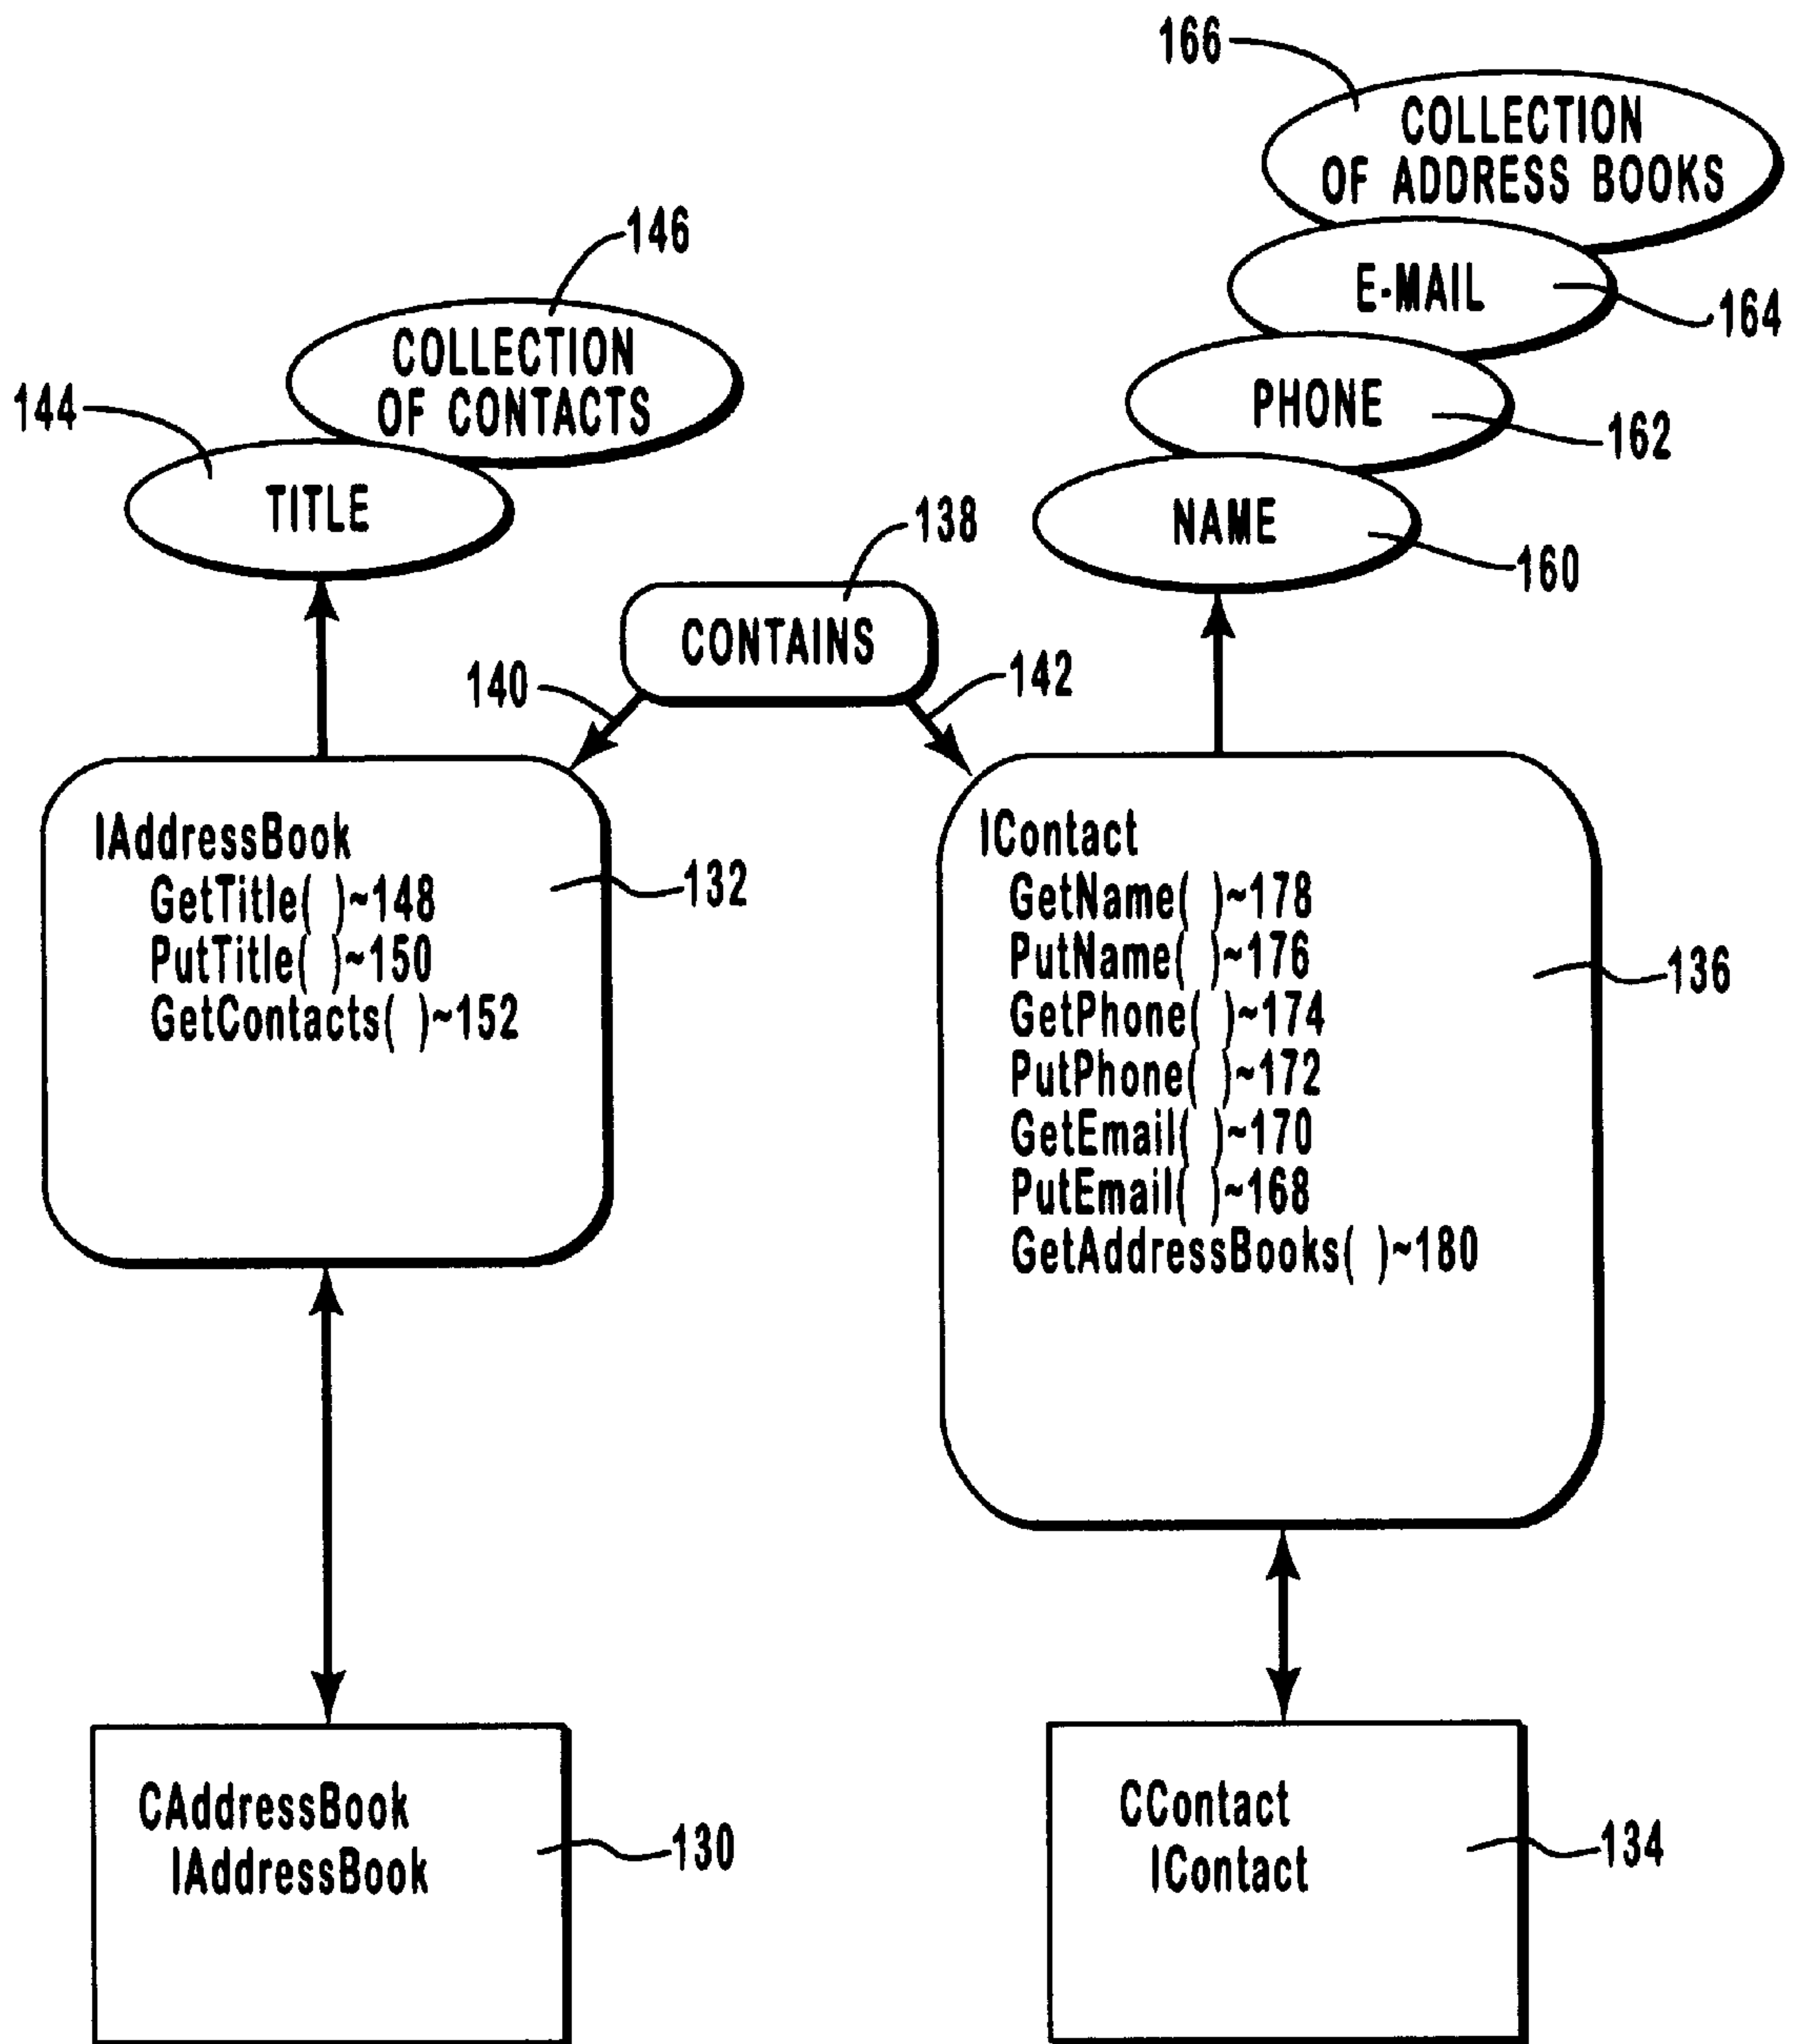 166
COLLECTION
OF ADDRESS BOOKS
146
E-MAIL
164
COLLECTION
OF CONTACTS
144
PHONE
162
TITLE
138
NAME
160
CONTAINS
140
142
IAddressBook
GetTitle( )~148
PutTitle( )~150
GetContacts( )~152
132
IContact
GetName( )~178
PutName( )~176
GetPhone( )~174
PutPhone( )~172
GetEmail( )~170
PutEmail( )~168
GetAddressBooks( )~180
136
CAddressBook
IAddressBook
130
CContact
IContact
134